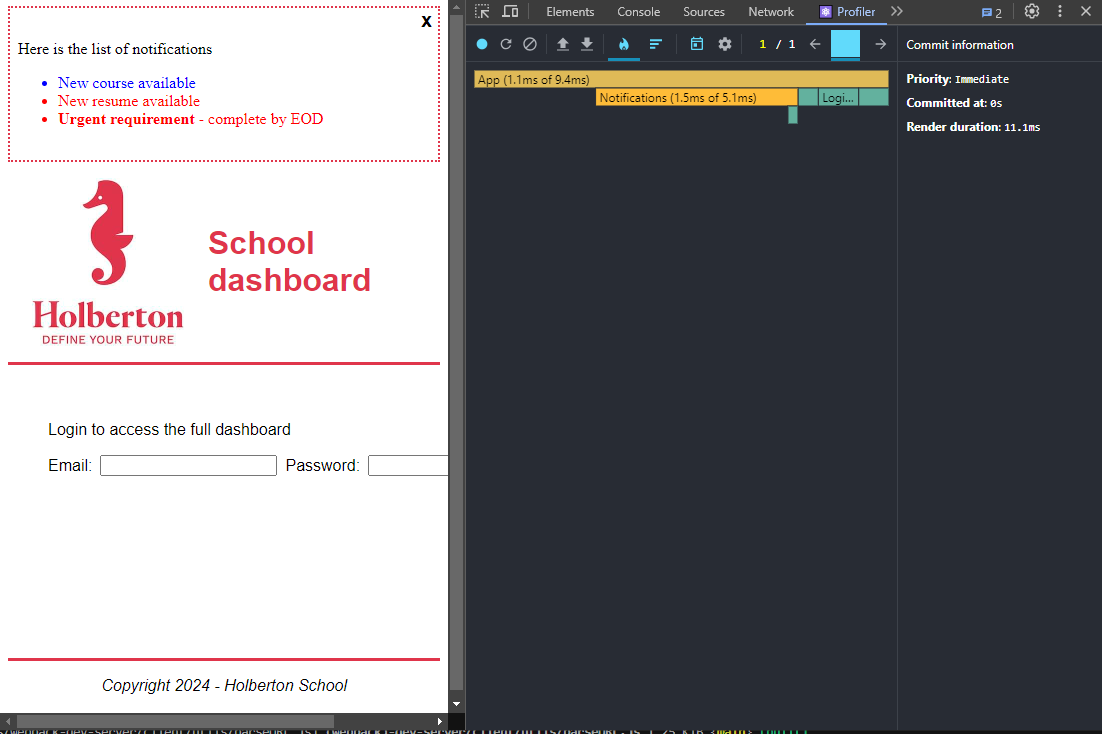 X
Here is the list of notifications
New course available
New resume available
Urgent requirement - complete by EOD
Holberton
DEFINE YOUR FUTURE
School
dashboard
Login to access the full dashboard
Email: Password:
Copyright 2024 - Holberton School
Elements Console Sources Network Profiler 2
1 / 1
App (1.1ms of 9.4ms)
Notifications (1.5ms of 5.1ms) Logi...
Commit information
Priority: Immediate
Committed at: 0s
Render duration: 11.1ms